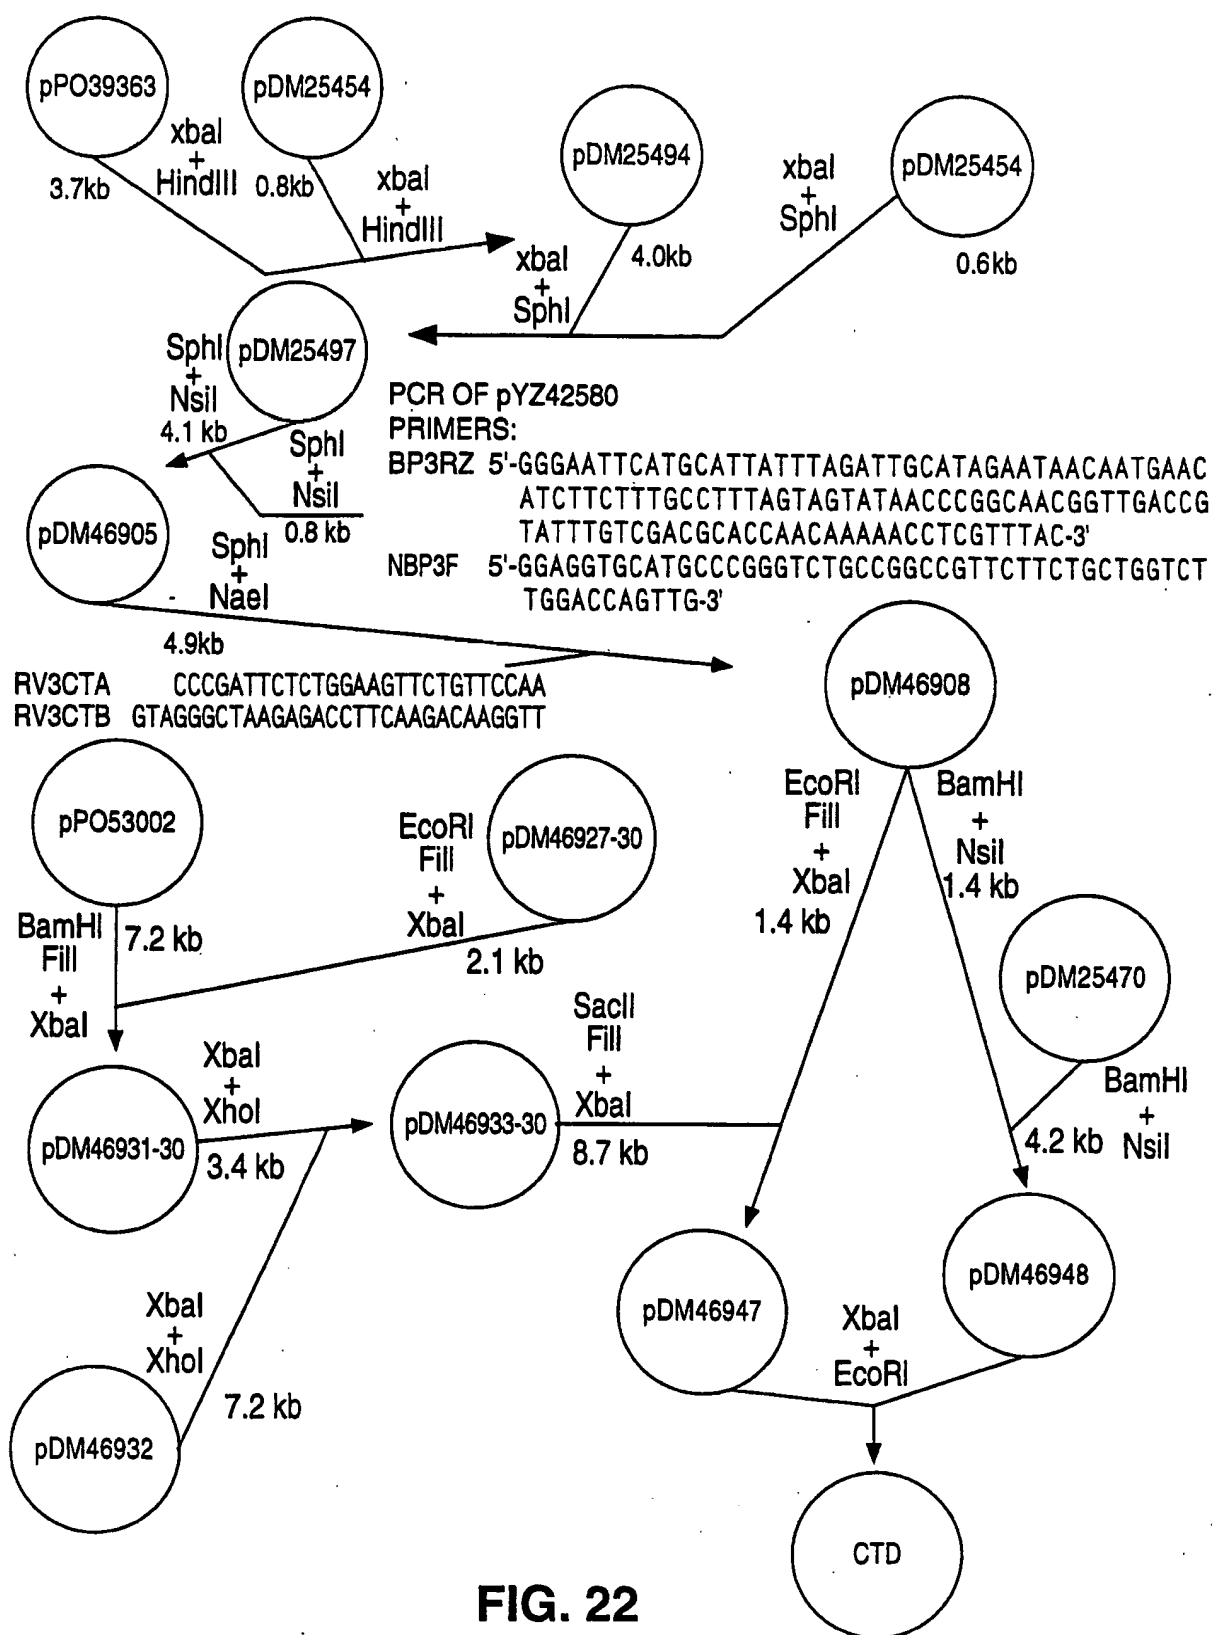 pPO39363
pDM25454
xbaI
+
HindIII
3.7kb
0.8kb
xbaI
+
HindIII
pDM25494
xbaI
+
SphI
pDM25454
4.0kb
0.6kb
xbaI
+
SphI
SphI
+
NsiI
pDM25497
4.1 kb
SphI
+
NsiI
0.8 kb
PCR OF pYZ42580
PRIMERS:
BP3RZ 5'-GGGAATTCATGCATTATTTAGATTGCATAGAATAACAATGAAC
ATCTTCTTTGCCTTTAGTAGTATAACCCGGCAACGGTTGACCG
TATTTGTCGACGCACCAACAAAAACCTCGTTTAC-3'
NBP3F 5'-GGAGGTGCATGCCCGGGTCTGCCGGCCGTTCTTCTGCTGGTCT
TGGACCAGTTG-3'
pDM46905
SphI
+
NaeI
4.9kb
RV3CTA CCCGATTCTCTGGAAGTTCTGTTCCAA
RV3CTB GTAGGGCTAAGAGACCTTCAAGACAAGGTT
pDM46908
pPO53002
EcoRI
Fill
+
XbaI
pDM46927-30
2.1 kb
BamHI
Fill
+
XbaI
7.2 kb
EcoRI
Fill
+
XbaI
1.4 kb
BamHI
+
NsiI
1.4 kb
pDM25470
BamHI
+
NsiI
4.2 kb
pDM46931-30
XbaI
+
XhoI
3.4 kb
pDM46933-30
SacII
Fill
+
XbaI
8.7 kb
XbaI
+
XhoI
7.2 kb
pDM46932
pDM46947
pDM46948
XbaI
+
EcoRI
CTD
FIG. 22